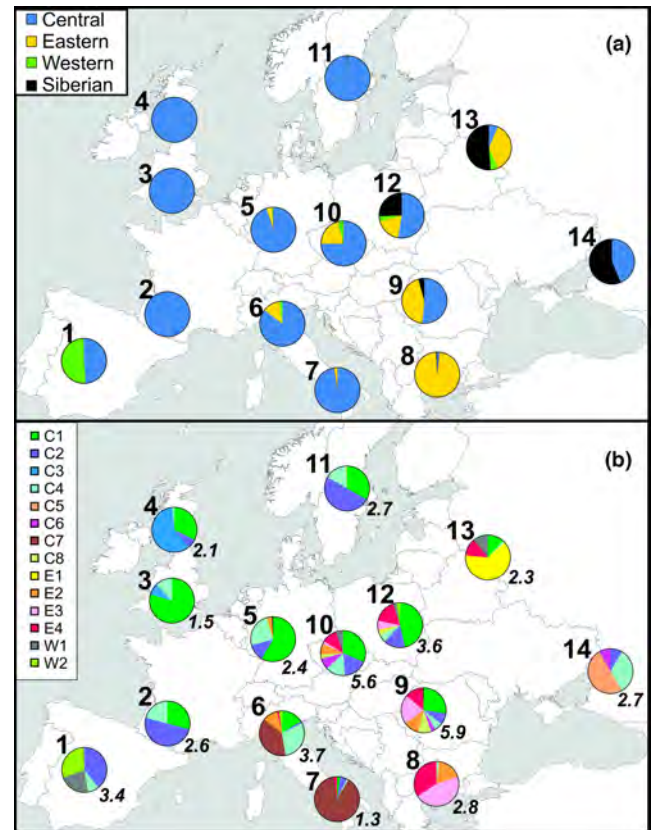 Central
Eastern
Western
Siberian
(a)
11
4
13
3
12
5
10
14
2
9
6
1
8
7
(b)
C1
C2
C3
C4
C5
C6
C7
C8
E1
E2
E3
E4
W1
W2
11
2.7
4
2.1
13
2.3
3
1.5
12
3.6
5
2.4
10
5.6
14
2.7
2
2.6
9
5.9
6
3.7
1
3.4
8
2.8
7
1.3